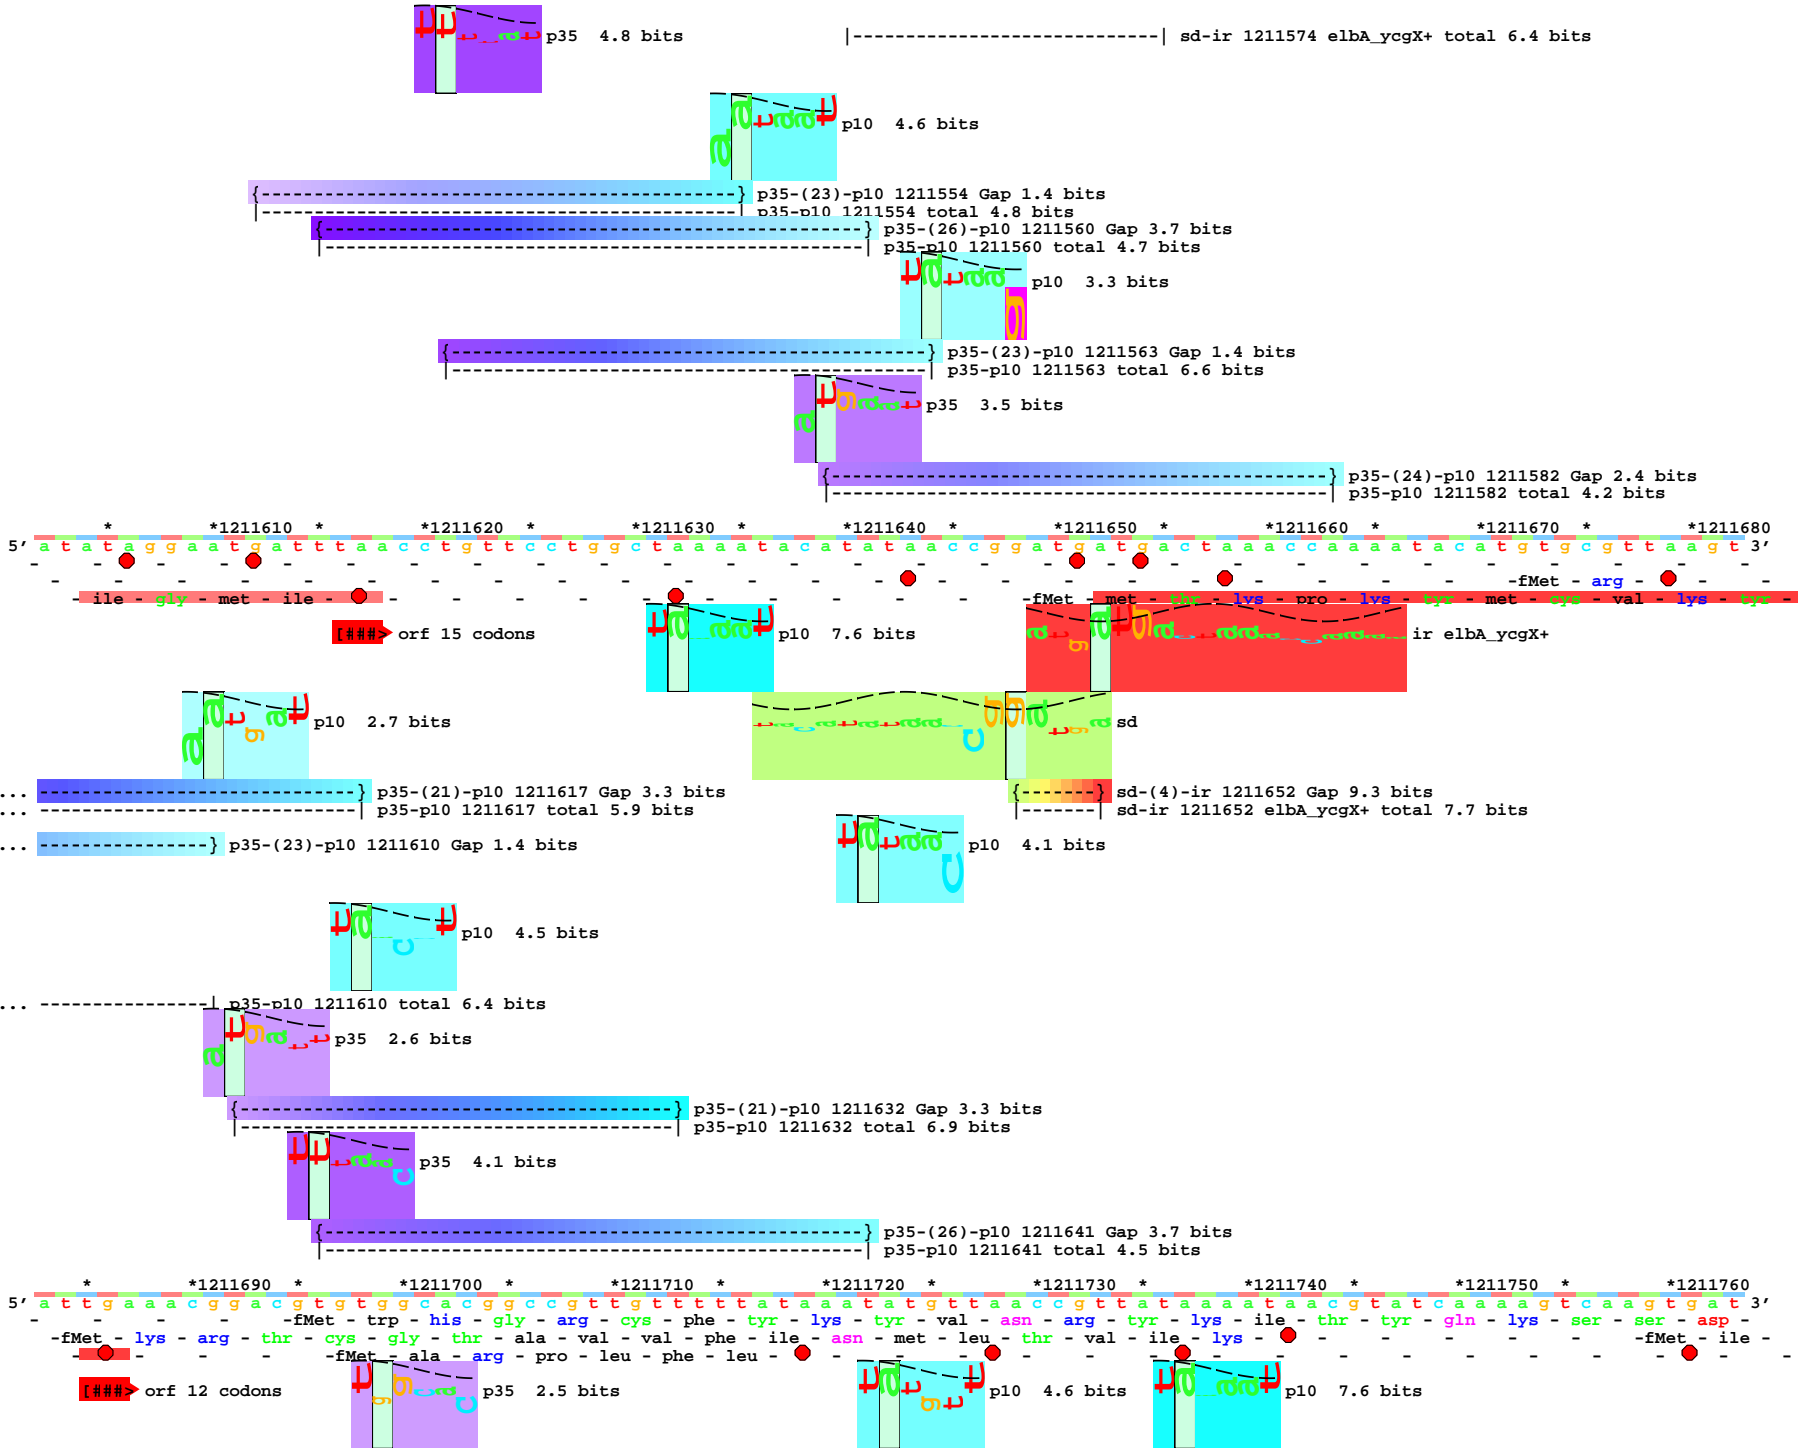 p35 4.8 bits
|-----------------------------| sd-ir 1211574 elbA_ycgX+ total 6.4 bits
p10 4.6 bits
{---------------------------------------------} p35-(23)-p10 1211554 Gap 1.4 bits
|---------------------------------------------| p35-p10 1211554 total 4.8 bits
{---------------------------------------------------} p35-(26)-p10 1211560 Gap 3.7 bits
|---------------------------------------------------| p35-p10 1211560 total 4.7 bits
p10 3.3 bits
{---------------------------------------------} p35-(23)-p10 1211563 Gap 1.4 bits
|---------------------------------------------| p35-p10 1211563 total 6.6 bits
p35 3.5 bits
{-----------------------------------------------} p35-(24)-p10 1211582 Gap 2.4 bits
|-----------------------------------------------| p35-p10 1211582 total 4.2 bits
* *1211610 * *1211620 * *1211630 * *1211640 * *1211650 * *1211660 * *1211670 * *1211680
5' a t a t a g g a a t g a t t t a a c c t g t t c c t g g c t a a a a t a c a t a t a a c c g g a t g a t g a c t a a a c c a a a a t a c a t g t g c g t t a a g t 3'
-fMet - arg -
- ile - gly - met - ile - -fMet - met - thr - lys - pro - lys - tyr - met - cys - val - lys - tyr -
[###> orf 15 codons
p10 7.6 bits
ir elbA_ycgX+
p10 2.7 bits
sd
... -------------------------------} p35-(21)-p10 1211617 Gap 3.3 bits
... -------------------------------| p35-p10 1211617 total 5.9 bits
{-------} sd-(4)-ir 1211652 Gap 9.3 bits
|-------| sd-ir 1211652 elbA_ycgX+ total 7.7 bits
... ----------------} p35-(23)-p10 1211610 Gap 1.4 bits
p10 4.1 bits
p10 4.5 bits
... ----------------| p35-p10 1211610 total 6.4 bits
p35 2.6 bits
{-----------------------------------------} p35-(21)-p10 1211632 Gap 3.3 bits
|-----------------------------------------| p35-p10 1211632 total 6.9 bits
p35 4.1 bits
{---------------------------------------------------} p35-(26)-p10 1211641 Gap 3.7 bits
|---------------------------------------------------| p35-p10 1211641 total 4.5 bits
* *1211690 * *1211700 * *1211710 * *1211720 * *1211730 * *1211740 * *1211750 * *1211760
5' a t t g a a a c g g a c g t g t g g c a c g g c c g t t g t t t t t a t a a a t a t g t t a a c c g t t a t a a a a t a a c g t a t c a a a a g t c a a g t g a t 3'
-fMet - trp - his - gly - arg - cys - phe - tyr - lys - tyr - val - asn - arg - tyr - lys - ile - thr - tyr - gln - lys - ser - ser - asp -
-fMet - lys - arg - thr - cys - gly - thr - ala - val - val - phe - ile - asn - met - leu - thr - val - ile - lys - -fMet - ile -
-fMet - ala - arg - pro - leu - phe - leu -
[###> orf 12 codons
p35 2.5 bits
p10 4.6 bits
p10 7.6 bits